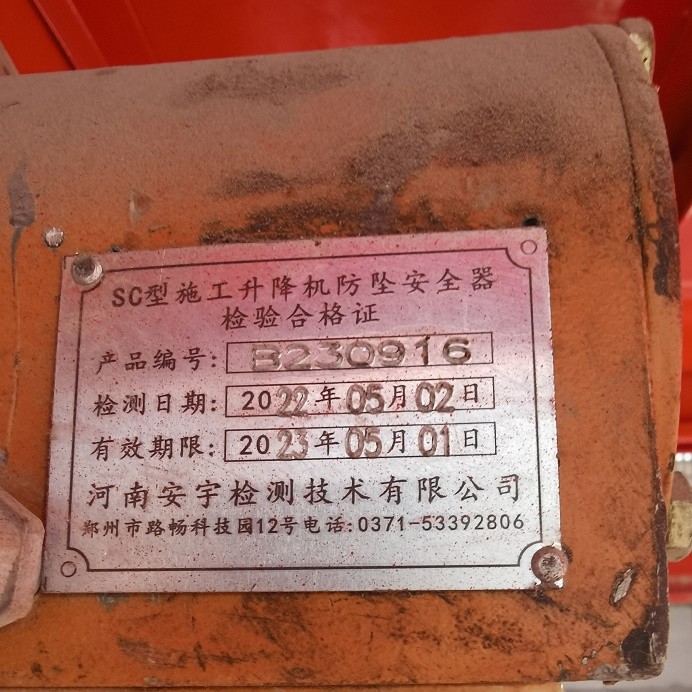 SC型施工升降机防坠安全器
检验合格证
产品编号: B230916
检测日期: 2022年05月02日
有效期限: 2023年05月01日
河南安宇检测技术有限公司
郑州市路畅科技园12号电话:0371-53392806